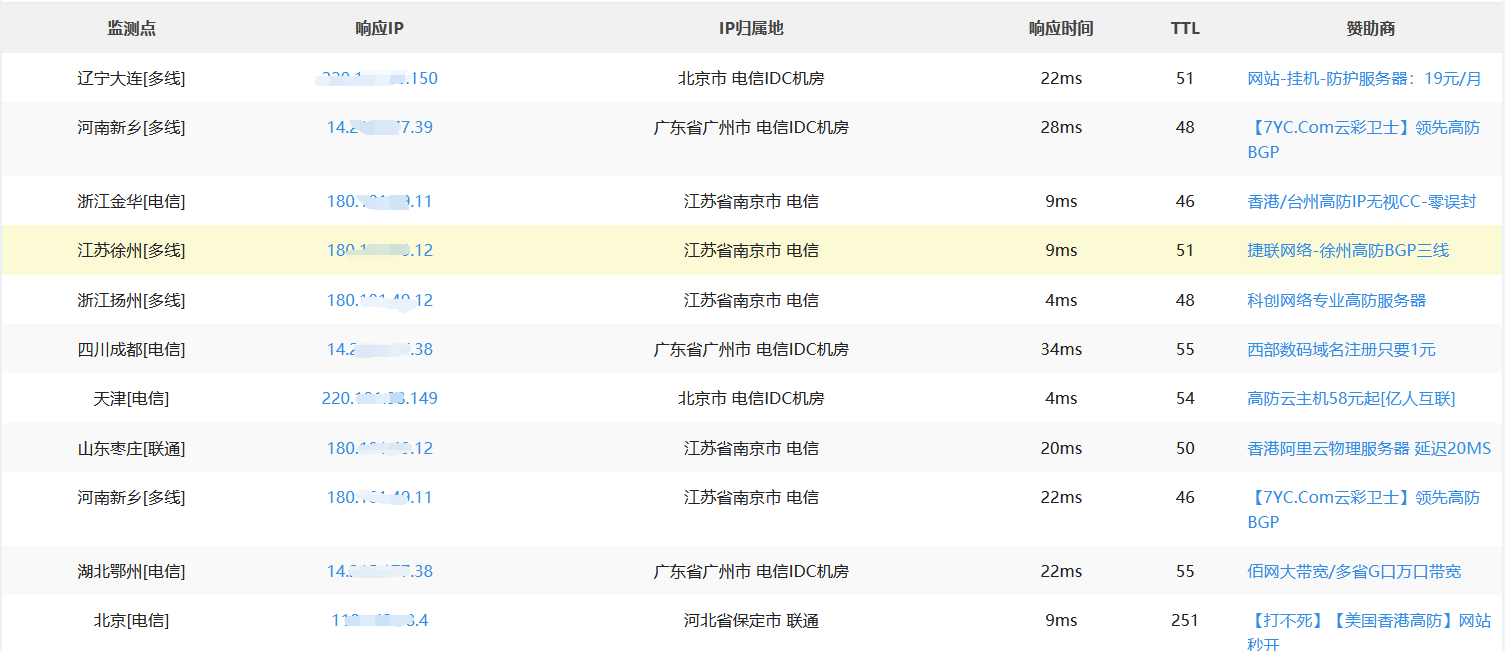 监测点 响应IP IP归属地 响应时间 TTL 赞助商
辽宁大连[多线] .150 北京市 电信IDC机房 22ms 51 网站-挂机-防护服务器：19元/月
河南新乡[多线] 14.2 7.39 广东省广州市 电信IDC机房 28ms 48 【7YC.Com云彩卫士】领先高防
BGP
浙江金华[电信] 180. .11 江苏省南京市 电信 9ms 46 香港/台州高防IP无视CC-零误封
江苏徐州[多线] 180 .12 江苏省南京市 电信 9ms 51 捷联网络-徐州高防BGP三线
浙江扬州[多线] 180. 12 江苏省南京市 电信 4ms 48 科创网络专业高防服务器
四川成都[电信] 14.2 .38 广东省广州市 电信IDC机房 34ms 55 西部数码域名注册只要1元
天津[电信] 220. .149 北京市 电信IDC机房 4ms 54 高防云主机58元起[亿人互联]
山东枣庄[联通] 180. .12 江苏省南京市 电信 20ms 50 香港阿里云物理服务器 延迟20MS
河南新乡[多线] 180. .11 江苏省南京市 电信 22ms 46 【7YC.Com云彩卫士】领先高防
BGP
湖北鄂州[电信] 14. .38 广东省广州市 电信IDC机房 22ms 55 佰网大带宽/多省G口万口带宽
北京[电信] 11 .4 河北省保定市 联通 9ms 251 【打不死】【美国香港高防】网站
秒开